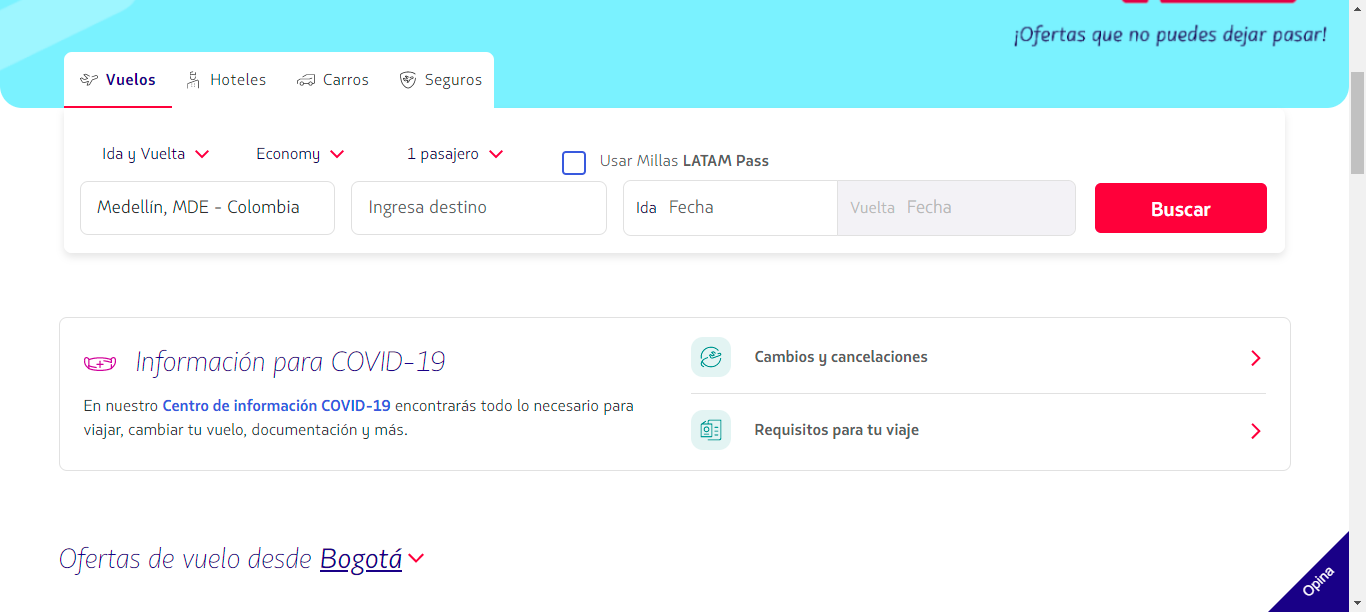 ¡Ofertas que no puedes dejar pasar!
Vuelos Hoteles Carros Seguros
Ida y Vuelta Economy 1 pasajero Usar Millas LATAM Pass
Medellín, MDE - Colombia Ingresa destino Ida Fecha Vuelta Fecha Buscar
Información para COVID-19
En nuestro Centro de información COVID-19 encontrarás todo lo necesario para
viajar, cambiar tu vuelo, documentación y más.
Cambios y cancelaciones
Requisitos para tu viaje
Ofertas de vuelo desde Bogotá
Opina